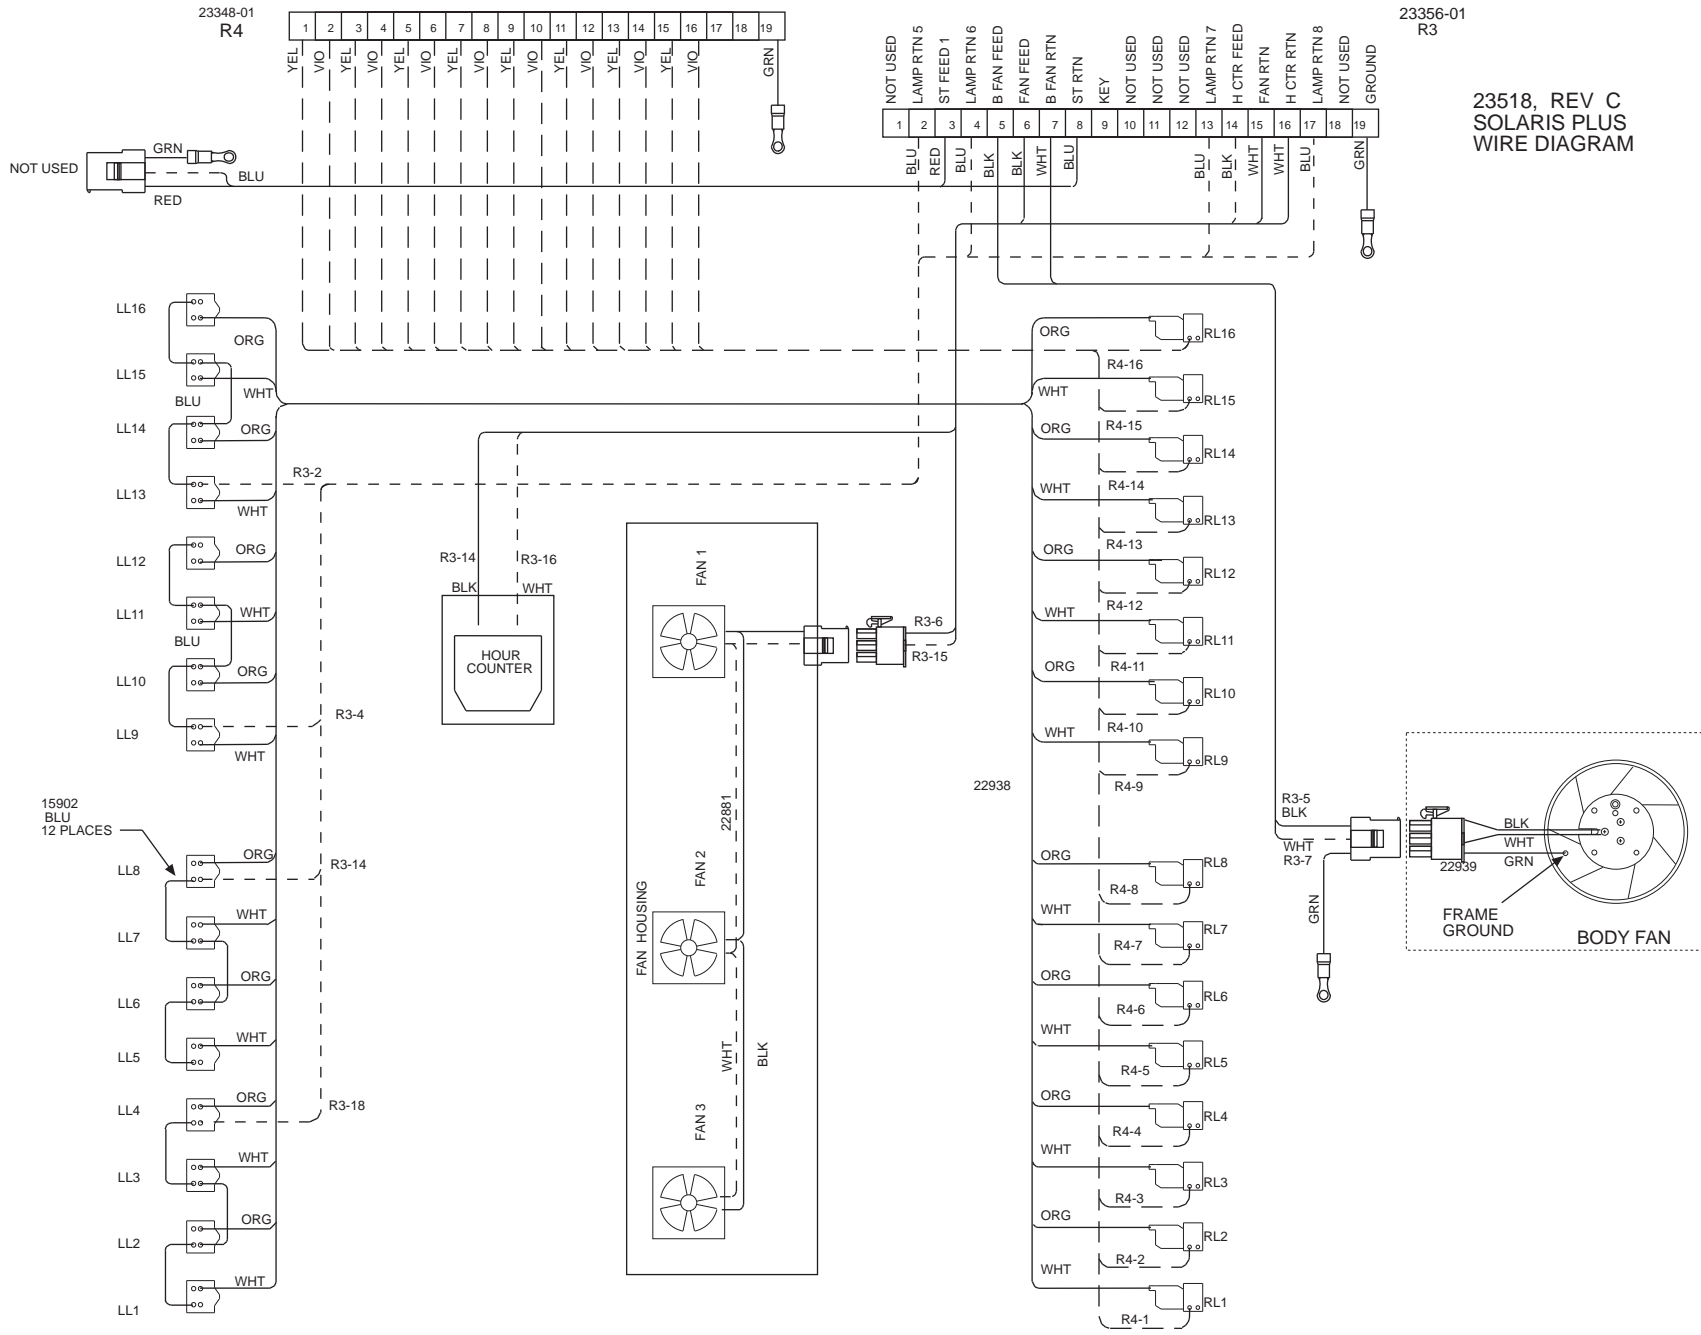 23348-01
R4
1 2 3 4 5 6 7 8 9 10 11 12 13 14 15 16 17 18 19
YEL VIO YEL VIO YEL VIO YEL VIO YEL VIO YEL VIO YEL VIO YEL VIO GRN
23356-01
R3
NOT USED
LAMP RTN 5
ST FEED 1
LAMP RTN 6
B FAN FEED
FAN FEED
B FAN RTN
ST RTN
KEY
NOT USED
NOT USED
NOT USED
LAMP RTN 7
H CTR FEED
FAN RTN
H CTR RTN
LAMP RTN 8
NOT USED
GROUND
1 2 3 4 5 6 7 8 9 10 11 12 13 14 15 16 17 18 19
BLU RED BLU BLK BLK WHT BLU BLU BLK WHT WHT BLU GRN
23518, REV C
SOLARIS PLUS
WIRE DIAGRAM
NOT USED
GRN
BLU
RED
LL16
ORG
LL15
WHT
BLU
LL14
ORG
LL13
R3-2
WHT
LL12
ORG
LL11
WHT
BLU
LL10
ORG
LL9
R3-4
WHT
15902
BLU
12 PLACES
LL8
ORG
R3-14
LL7
WHT
LL6
ORG
LL5
WHT
LL4
ORG
R3-18
LL3
WHT
LL2
ORG
LL1
WHT
R3-14
R3-16
BLK
WHT
HOUR
COUNTER
FAN HOUSING
FAN 1
22881
FAN 2
WHT
BLK
FAN 3
R3-6
R3-15
22938
ORG
RL16
R4-16
WHT
RL15
R4-15
ORG
RL14
R4-14
WHT
RL13
R4-13
ORG
RL12
R4-12
WHT
RL11
R4-11
ORG
RL10
R4-10
WHT
RL9
R4-9
ORG
RL8
R4-8
WHT
RL7
R4-7
ORG
RL6
R4-6
WHT
RL5
R4-5
ORG
RL4
R4-4
WHT
RL3
R4-3
ORG
RL2
R4-2
WHT
RL1
R4-1
R3-5
BLK
WHT
R3-7
GRN
BLK
WHT
GRN
22939
FRAME
GROUND
BODY FAN